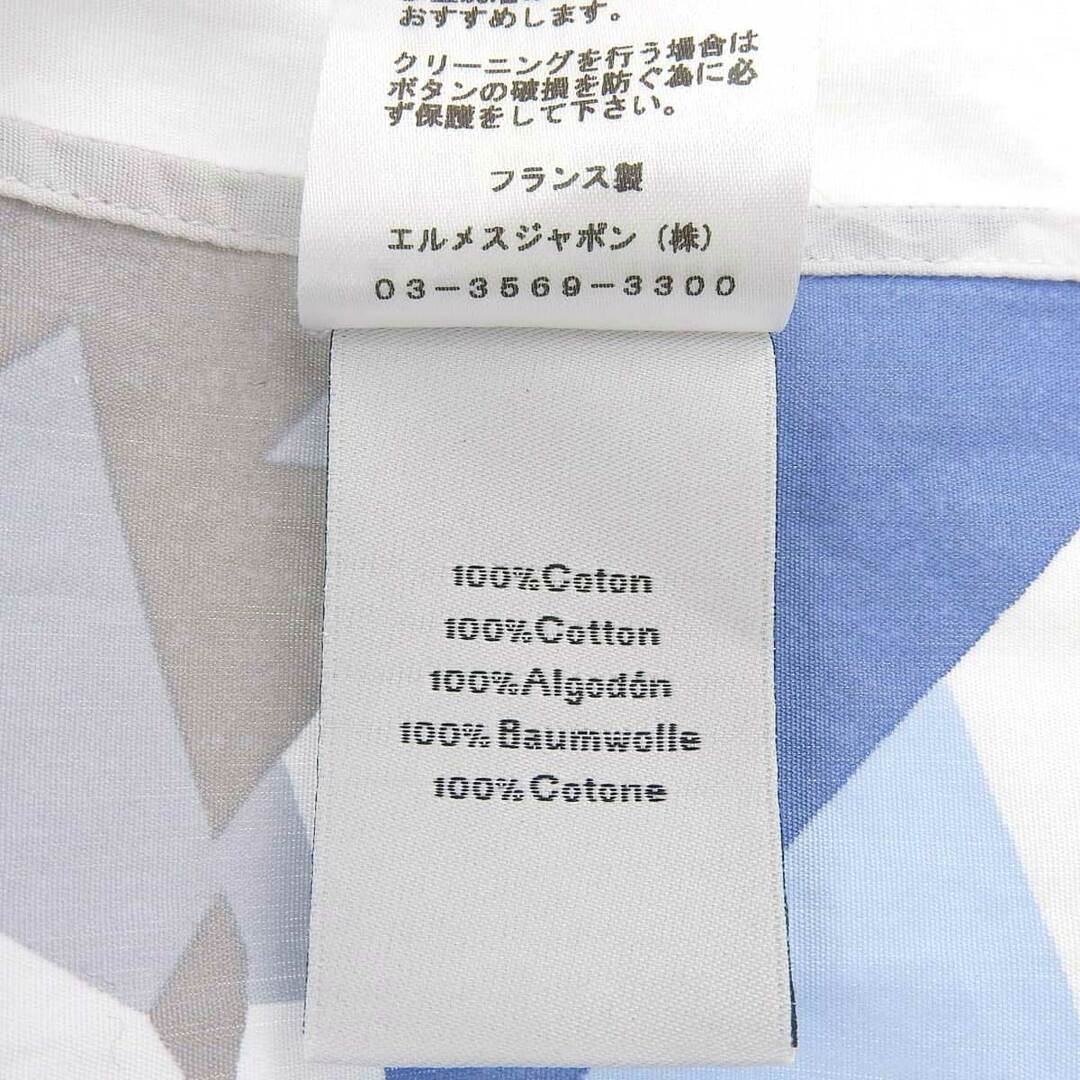 おすすめします。
クリーニングを行う場合は
ボタンの破損を防ぐ為に必
ず保護をして下さい。
フランス製
エルメスジャポン（株）
03-3569-3300
100%Coton
100%Cotton
100%Algodón
100%Baumwolle
100%Cotone